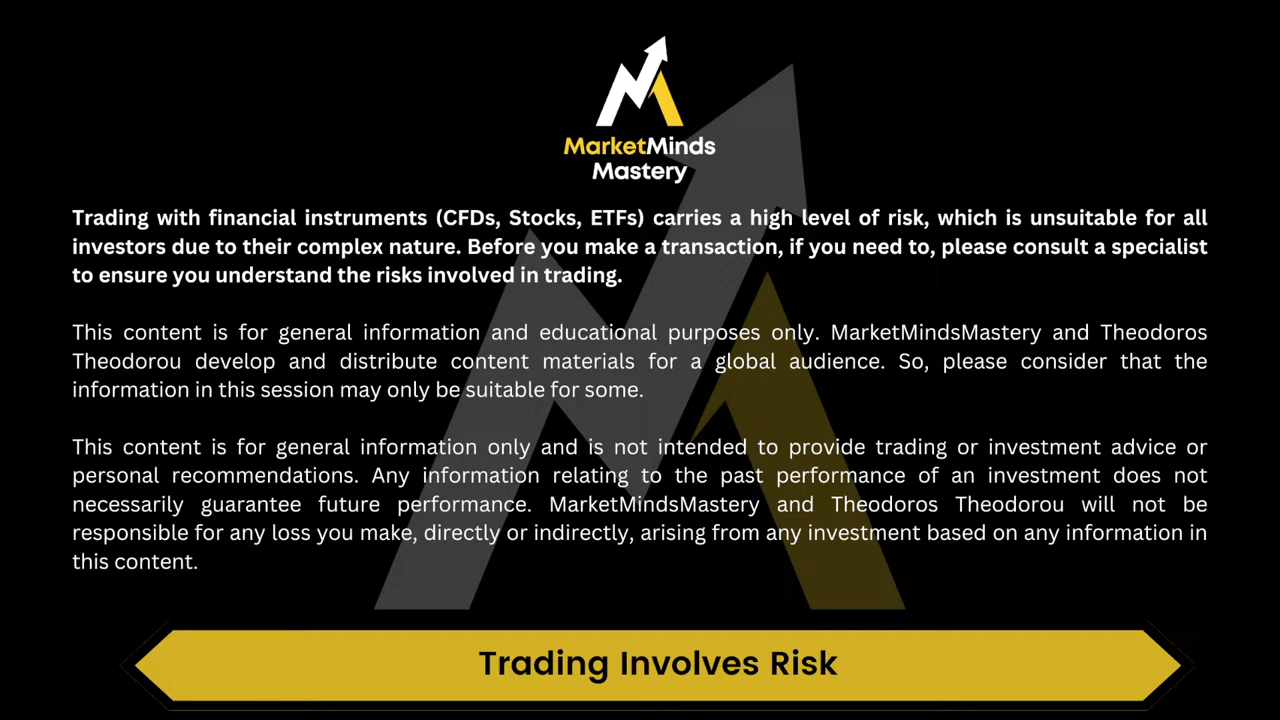 MarketMinds
Mastery
Trading with financial instruments (CFDs, Stocks, ETFs) carries a high level of risk, which is unsuitable for all
investors due to their complex nature. Before you make a transaction, if you need to, please consult a specialist
to ensure you understand the risks involved in trading.
This content is for general information and educational purposes only. MarketMindsMastery and Theodoros
Theodorou develop and distribute content materials for a global audience. So, please consider that the
information in this session may only be suitable for some.
This content is for general information only and is not intended to provide trading or investment advice or
personal recommendations. Any information relating to the past performance of an investment does not
necessarily guarantee future performance. MarketMindsMastery and Theodoros Theodorou will not be
responsible for any loss you make, directly or indirectly, arising from any investment based on any information in
this content.
Trading Involves Risk